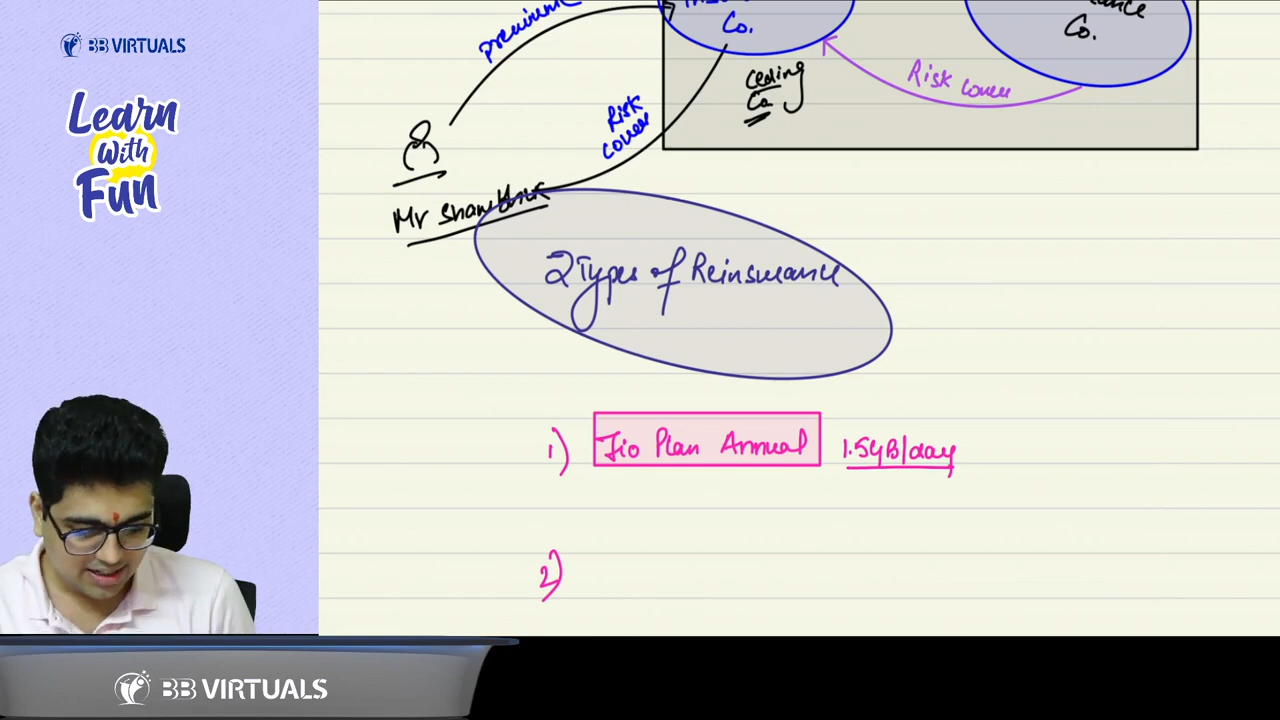 BB VIRTUALS
Learn
with
Fun
premium
Co.
Co.
Ceding
Co
Risk cover
Risk
cover
Mr
2 Types of Reinsurance
1) Jio Plan Annual 1.5GB/day
2)
BB VIRTUALS